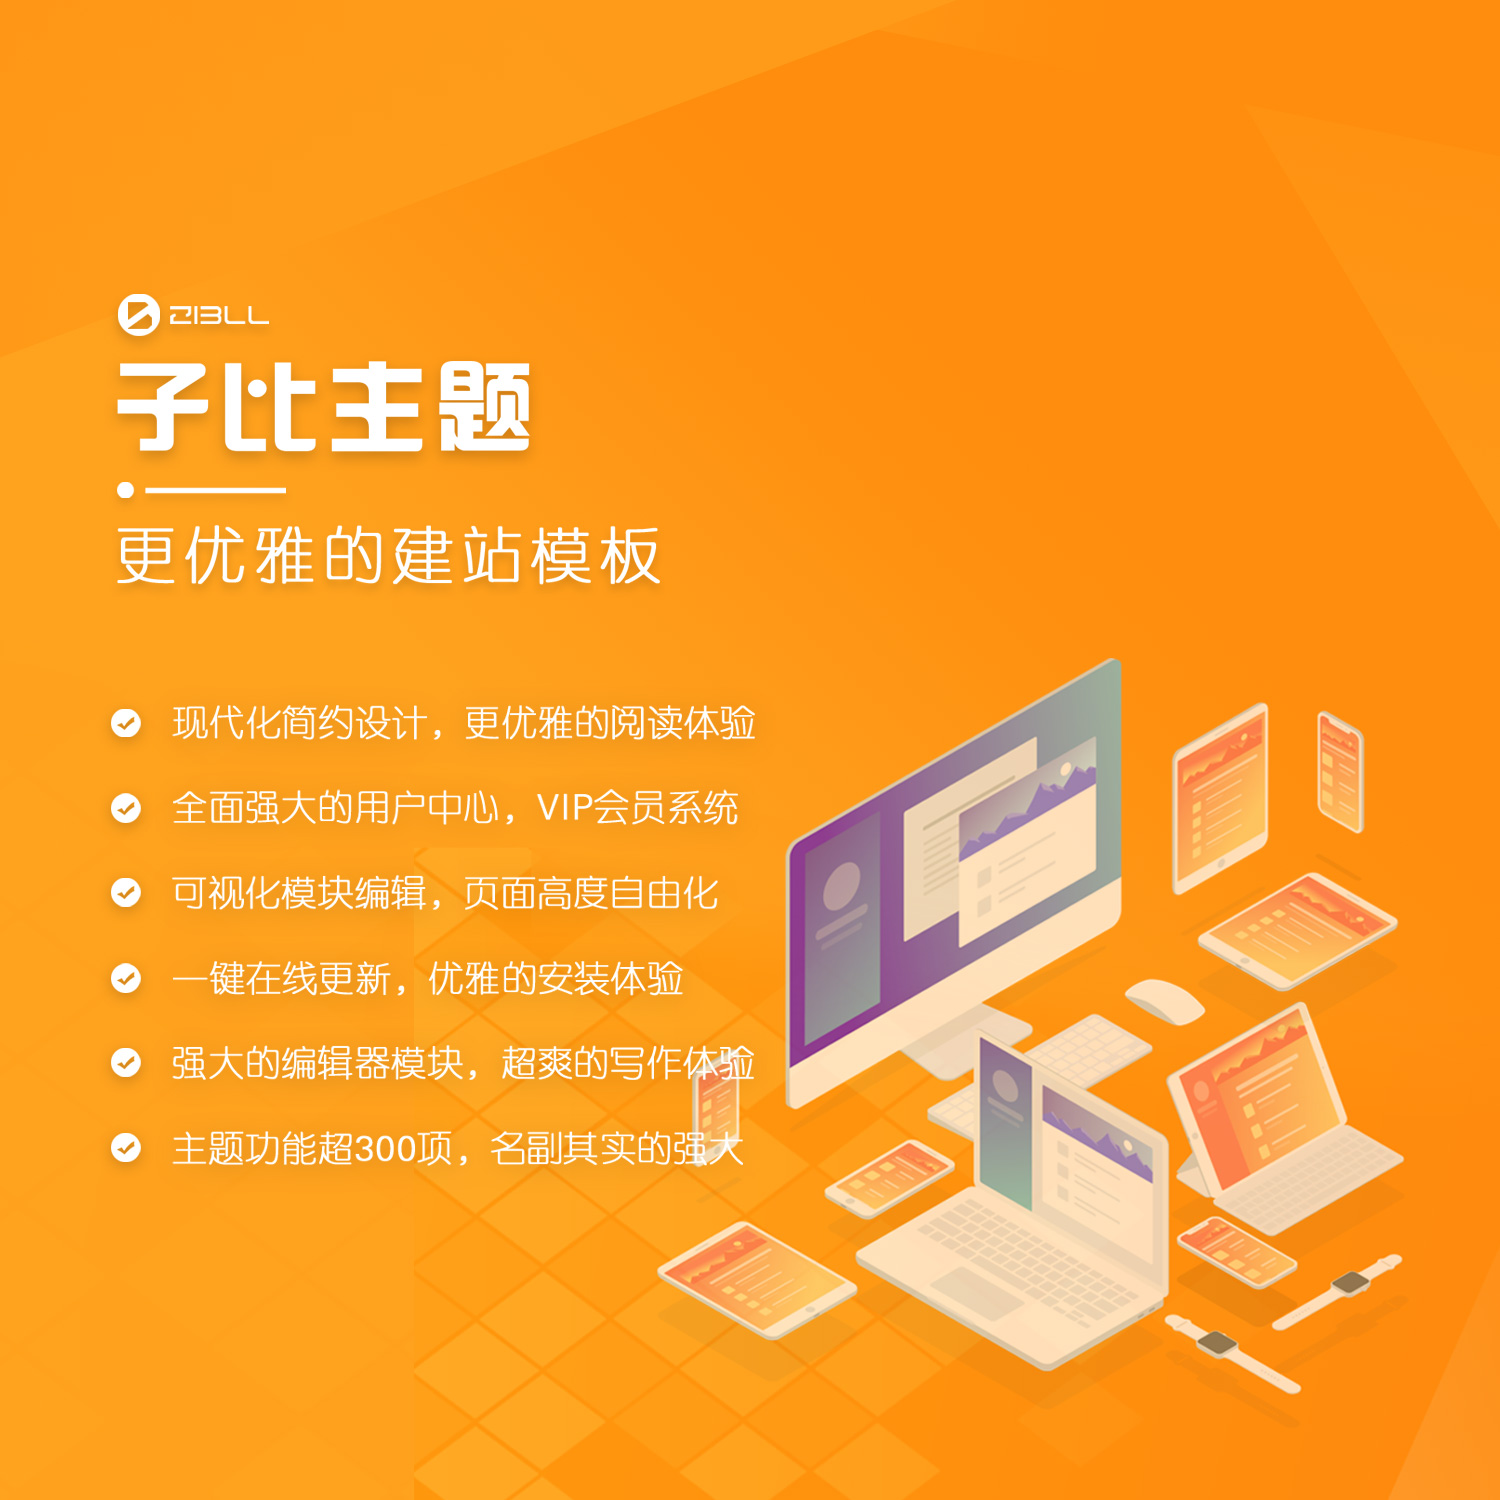 ZIBLL
子比主题
更优雅的建站模板
现代化简约设计，更优雅的阅读体验
全面强大的用户中心，VIP会员系统
可视化模块编辑，页面高度自由化
一键在线更新，优雅的安装体验
强大的编辑器模块，超爽的写作体验
主题功能超300项，名副其实的强大